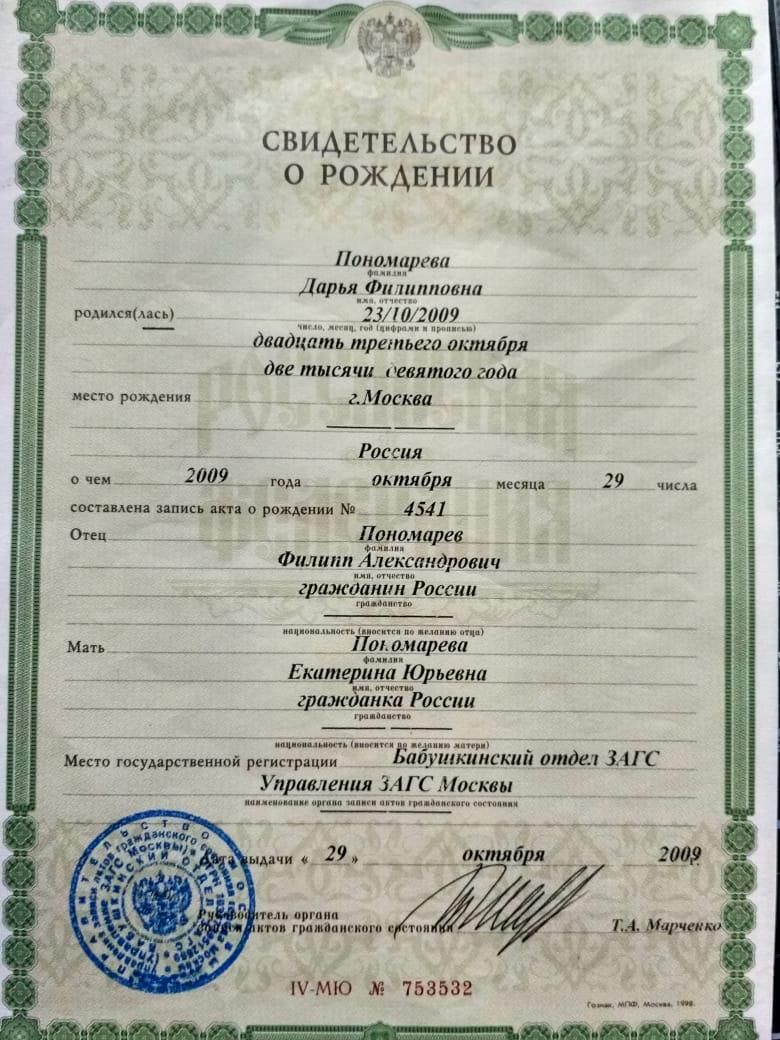 СВИДЕТЕЛЬСТВО
О РОЖДЕНИИ
Пономарева
фамилия
Дарья Филипповна
имя, отчество
родился(лась) 23/10/2009
число, месяц, год (цифрами и прописью)
двадцать третьего октября
две тысячи девятого года
место рождения г.Москва
Россия
о чем 2009 года октября месяца 29 числа
составлена запись акта о рождении № 4541
Отец Пономарев
фамилия
Филипп Александрович
имя, отчество
гражданин России
гражданство
национальность (вносится по желанию отца)
Мать Пономарева
фамилия
Екатерина Юрьевна
имя, отчество
гражданка России
гражданство
национальность (вносится по желанию матери)
Место государственной регистрации Бабушкинский отдел ЗАГС
Управления ЗАГС Москвы
наименование органа записи актов гражданского состояния
Дата выдачи « 29 » октября 2009г.
Руководитель органа
записи актов гражданского состояния Т.А. Марченко
IV-МЮ № 753532
Гознак, МПФ, Москва, 1998.